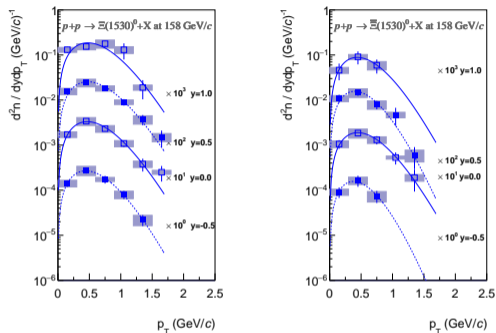 p+p → Ξ(1530)⁰+X at 158 GeV/c
d²n / dydp_T (GeV/c)⁻¹
1
10⁻¹
10⁻²
10⁻³
10⁻⁴
10⁻⁵
10⁻⁶
× 10³ y=1.0
× 10² y=0.5
× 10¹ y=0.0
× 10⁰ y=-0.5
0 0.5 1 1.5 2 2.5
p_T (GeV/c)
p+p → Ξ̅(1530)⁰+X at 158 GeV/c
d²n / dydp_T (GeV/c)⁻¹
1
10⁻¹
10⁻²
10⁻³
10⁻⁴
10⁻⁵
10⁻⁶
× 10³ y=1.0
× 10² y=0.5
× 10¹ y=0.0
× 10⁰ y=-0.5
0 0.5 1 1.5 2 2.5
p_T (GeV/c)